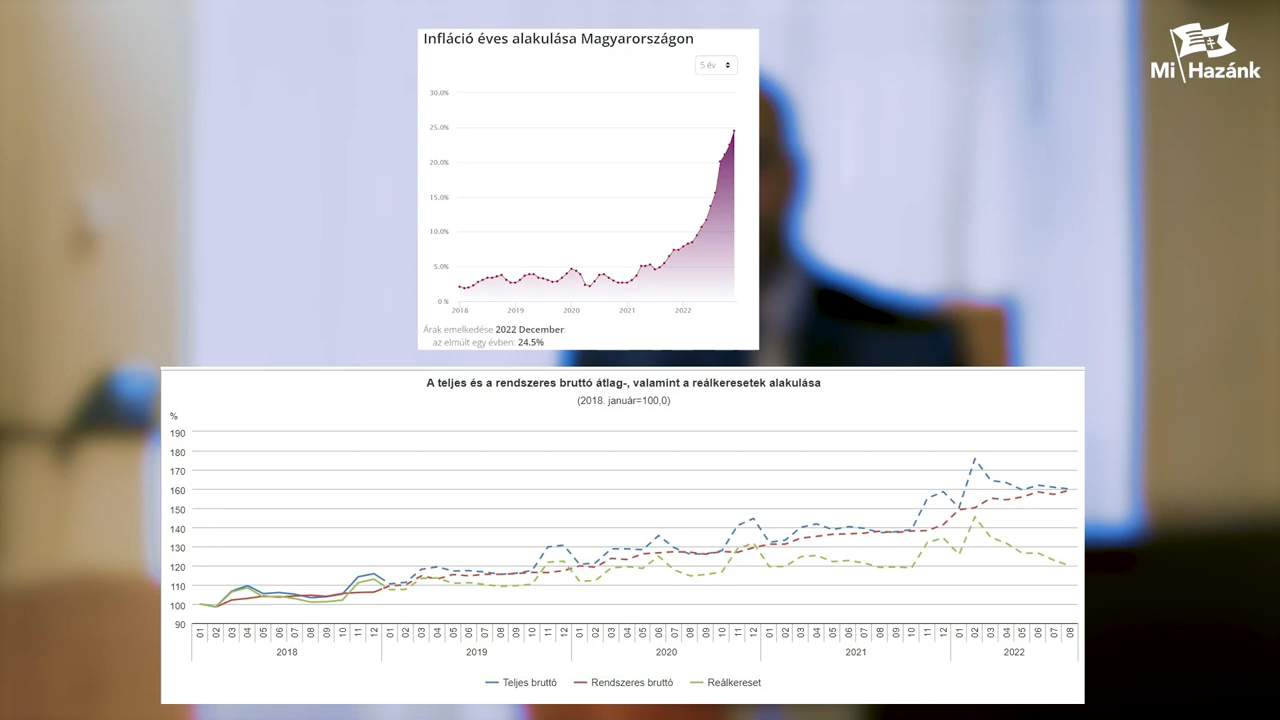 Infláció éves alakulása Magyarországon
5 év
30.0%
25.0%
20.0%
15.0%
10.0%
5.0%
0 %
2018 2019 2020 2021 2022
Árak emelkedése 2022 December:
az elmúlt egy évben: 24.5%
Mi Hazánk
A teljes és a rendszeres bruttó átlag-, valamint a reálkeresetek alakulása
(2018. január=100,0)
%
190
180
170
160
150
140
130
120
110
100
90
01 02 03 04 05 06 07 08 09 10 11 12 01 02 03 04 05 06 07 08 09 10 11 12 01 02 03 04 05 06 07 08 09 10 11 12 01 02 03 04 05 06 07 08 09 10 11 12 01 02 03 04 05 06 07 08
2018 2019 2020 2021 2022
Teljes bruttó Rendszeres bruttó Reálkereset